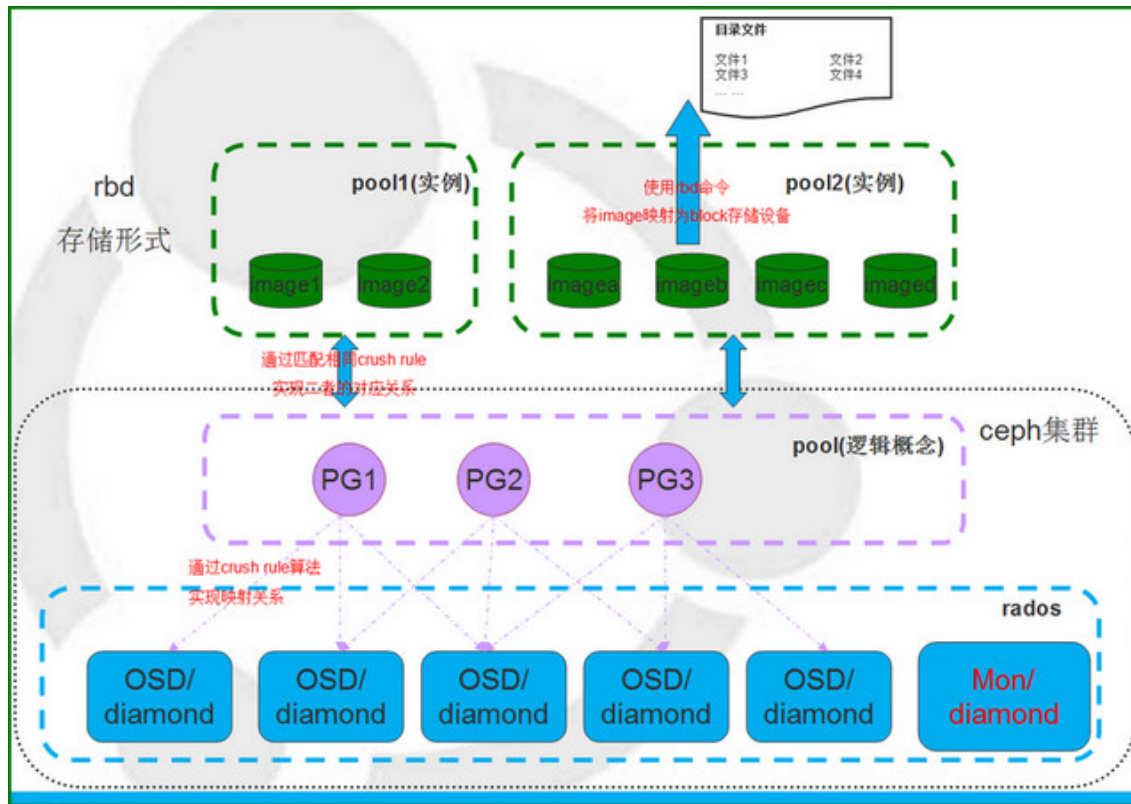 目录文件
文件1 文件2
文件3 文件4
... ...
rbd
存储形式
pool1(实例)
pool2(实例)
使用rbd命令
将image映射为block存储设备
image1
image2
imagea
imageb
imagec
imaged
通过匹配相同crush rule
实现二者的对应关系
ceph集群
pool(逻辑概念)
PG1
PG2
PG3
通过crush rule算法
实现映射关系
rados
OSD/
diamond
OSD/
diamond
OSD/
diamond
OSD/
diamond
OSD/
diamond
Mon/
diamond